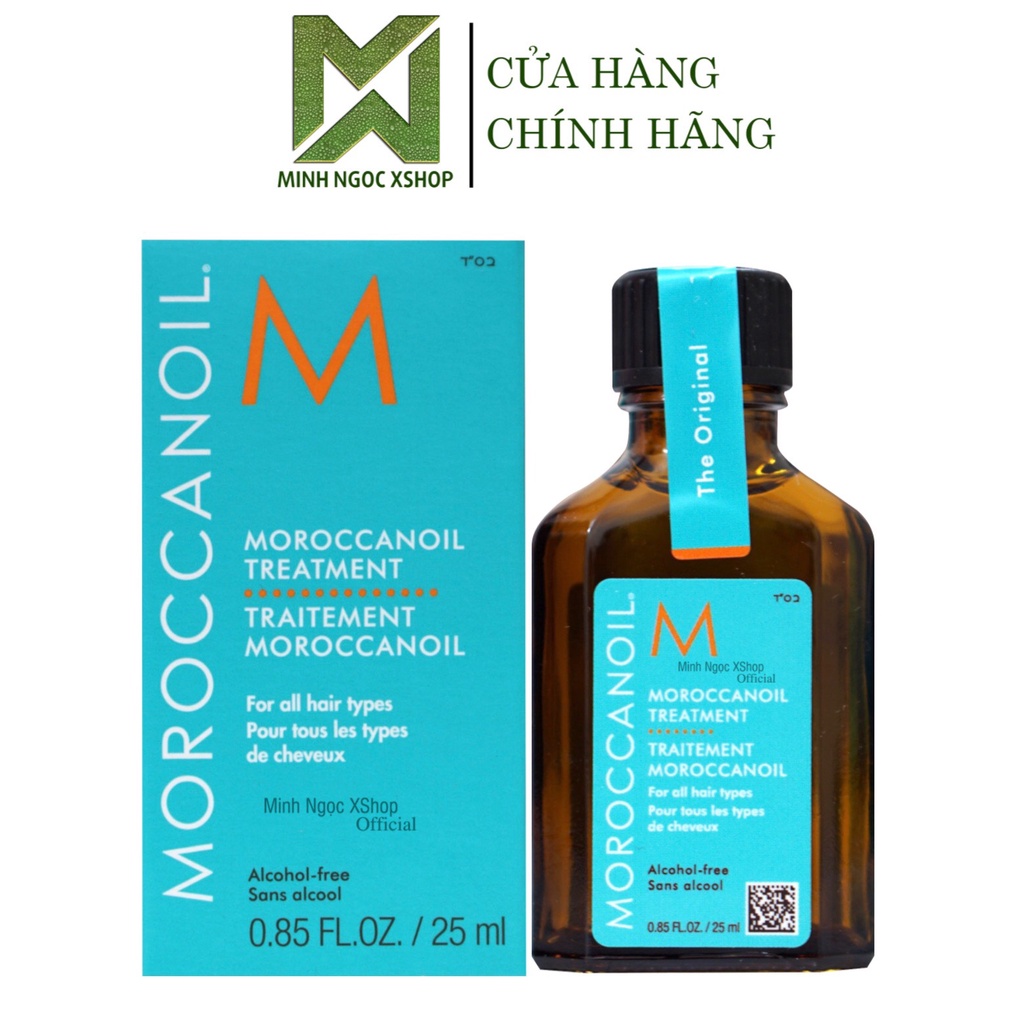 MINH NGOC XSHOP
CỬA HÀNG
CHÍNH HÃNG
MOROCCANOIL®
בס"ד
M
MOROCCANOIL
TREATMENT
TRAITEMENT
MOROCCANOIL
For all hair types
Pour tous les types
de cheveux
Minh Ngọc XShop
Official
Alcohol-free
Sans alcool
0.85 FL.OZ. / 25 ml
The Original
MOROCCANOIL®
בס"ד
M
Minh Ngọc XShop
Official
MOROCCANOIL
TREATMENT
TRAITEMENT
MOROCCANOIL
For all hair types
Pour tous les types
de cheveux
Alcohol-free
Sans alcool
0.85 FL.OZ. / 25 ml